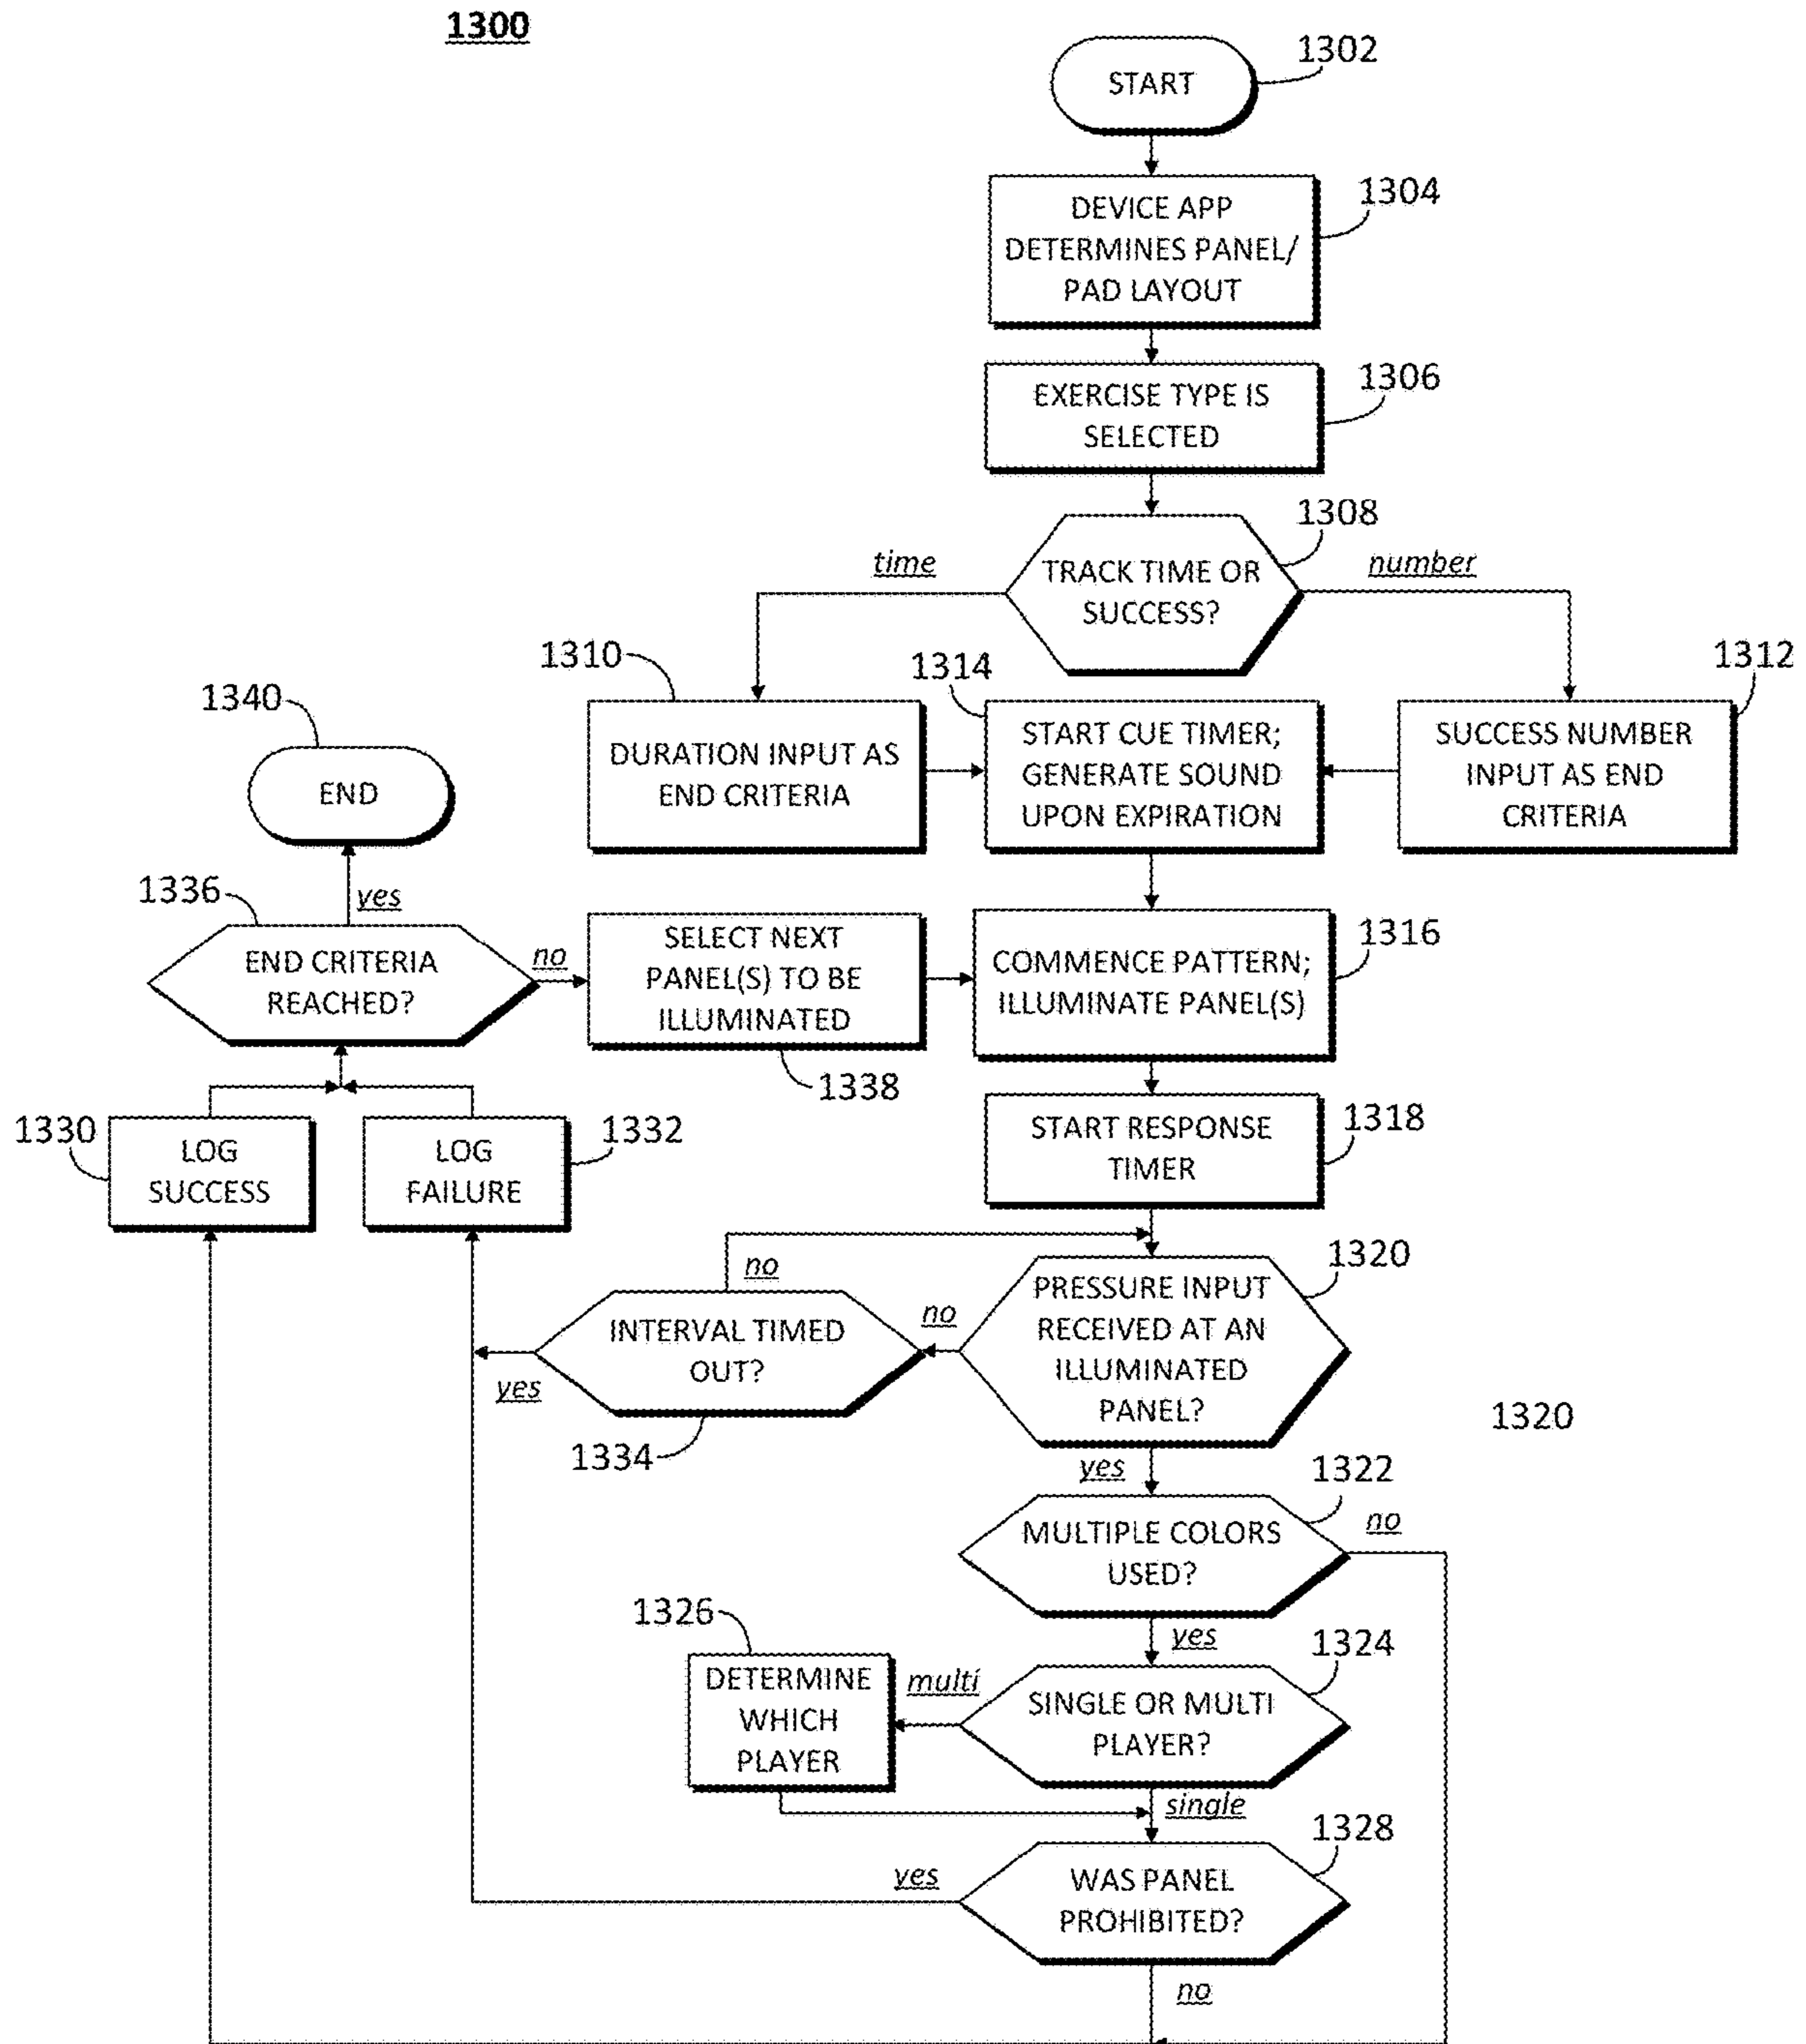 1300
1302
START
1304
DEVICE APP
DETERMINES PANEL/
PAD LAYOUT
1306
EXERCISE TYPE IS
SELECTED
1308
time
TRACK TIME OR
SUCCESS?
number
1310
DURATION INPUT AS
END CRITERIA
1314
START CUE TIMER;
GENERATE SOUND
UPON EXPIRATION
1312
SUCCESS NUMBER
INPUT AS END
CRITERIA
1340
END
yes
1336
END CRITERIA
REACHED?
no
SELECT NEXT
PANEL(S) TO BE
ILLUMINATED
1338
COMMENCE PATTERN;
ILLUMINATE PANEL(S)
1316
1330
LOG
SUCCESS
LOG
FAILURE
1332
START RESPONSE
TIMER
1318
no
INTERVAL TIMED
OUT?
yes
1334
no
PRESSURE INPUT
RECEIVED AT AN
ILLUMINATED
PANEL?
1320
1320
yes
1322
MULTIPLE COLORS
USED?
no
yes
1324
SINGLE OR MULTI
PLAYER?
multi
1326
DETERMINE
WHICH
PLAYER
single
1328
WAS PANEL
PROHIBITED?
yes
no